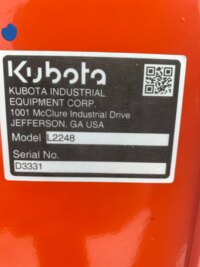 Kubota
KUBOTA INDUSTRIAL
EQUIPMENT CORP.
1001 McClure Industrial Drive
JEFFERSON, GA USA
Model L2248
Serial No.
D3331